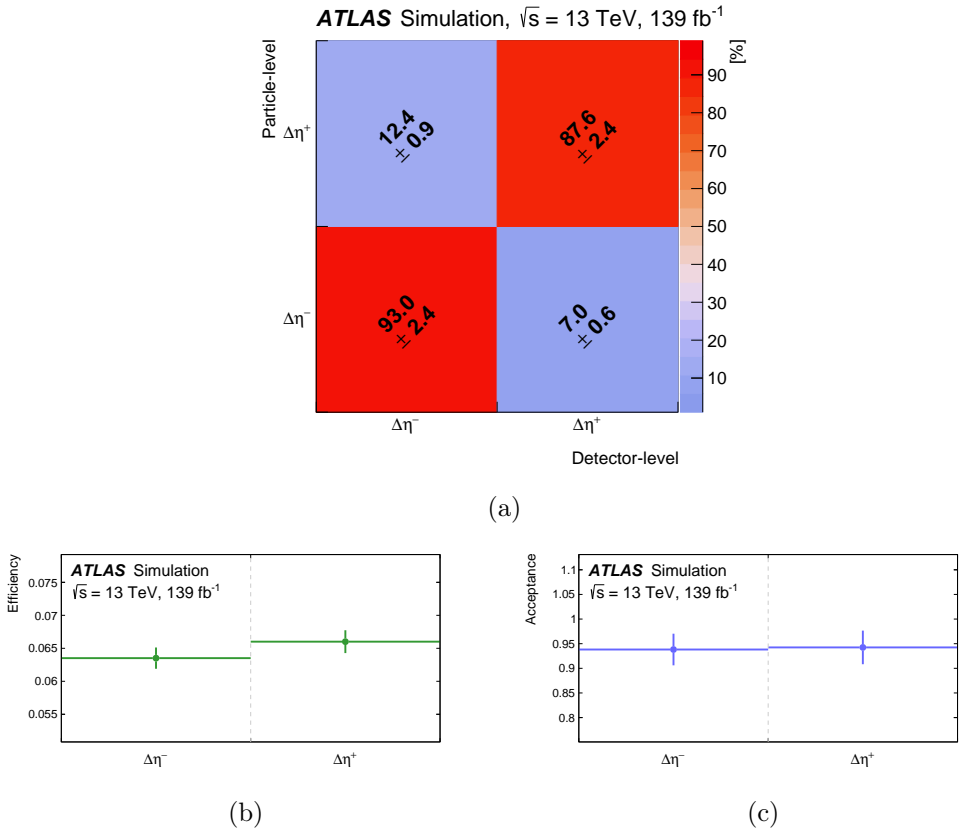 ATLAS Simulation, √s = 13 TeV, 139 fb⁻¹
Particle-level
[%]
90
80
70
60
50
40
30
20
10
Δη⁺
12.4 ± 0.9
87.6 ± 2.4
Δη⁻
93.0 ± 2.4
7.0 ± 0.6
Δη⁻ Δη⁺
Detector-level
(a)
Efficiency
ATLAS Simulation
√s = 13 TeV, 139 fb⁻¹
0.075
0.07
0.065
0.06
0.055
Δη⁻ Δη⁺
(b)
Acceptance
ATLAS Simulation
√s = 13 TeV, 139 fb⁻¹
1.1
1.05
1
0.95
0.9
0.85
0.8
Δη⁻ Δη⁺
(c)